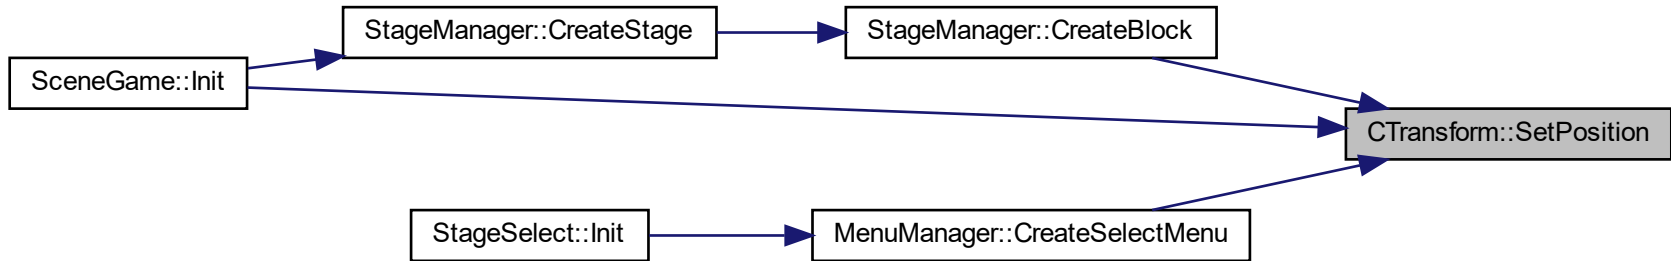 StageManager::CreateStage
StageManager::CreateBlock
SceneGame::Init
CTransform::SetPosition
StageSelect::Init
MenuManager::CreateSelectMenu